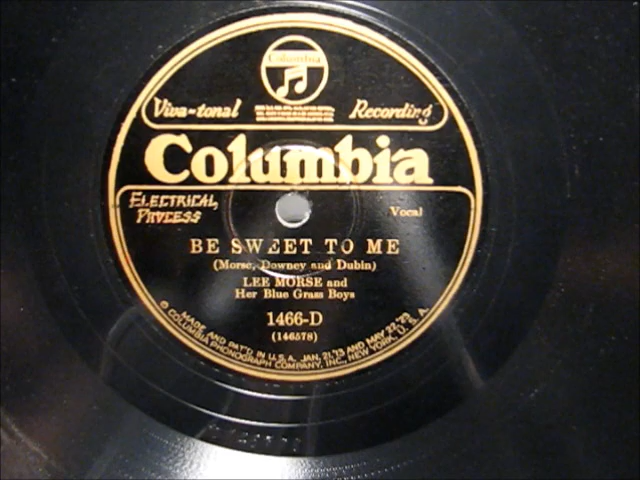 Columbia
Viva-tonal Recording
Columbia
ELECTRICAL
PROCESS
Vocal
BE SWEET TO ME
(Morse, Downey and Dubin)
LEE MORSE and
Her Blue Grass Boys
1466-D
(146578)
MADE AND PAT'D IN U.S.A. JAN. 21,'13 AND MAY 22,'23
© COLUMBIA PHONOGRAPH COMPANY, INC., NEW YORK, U. S. A.